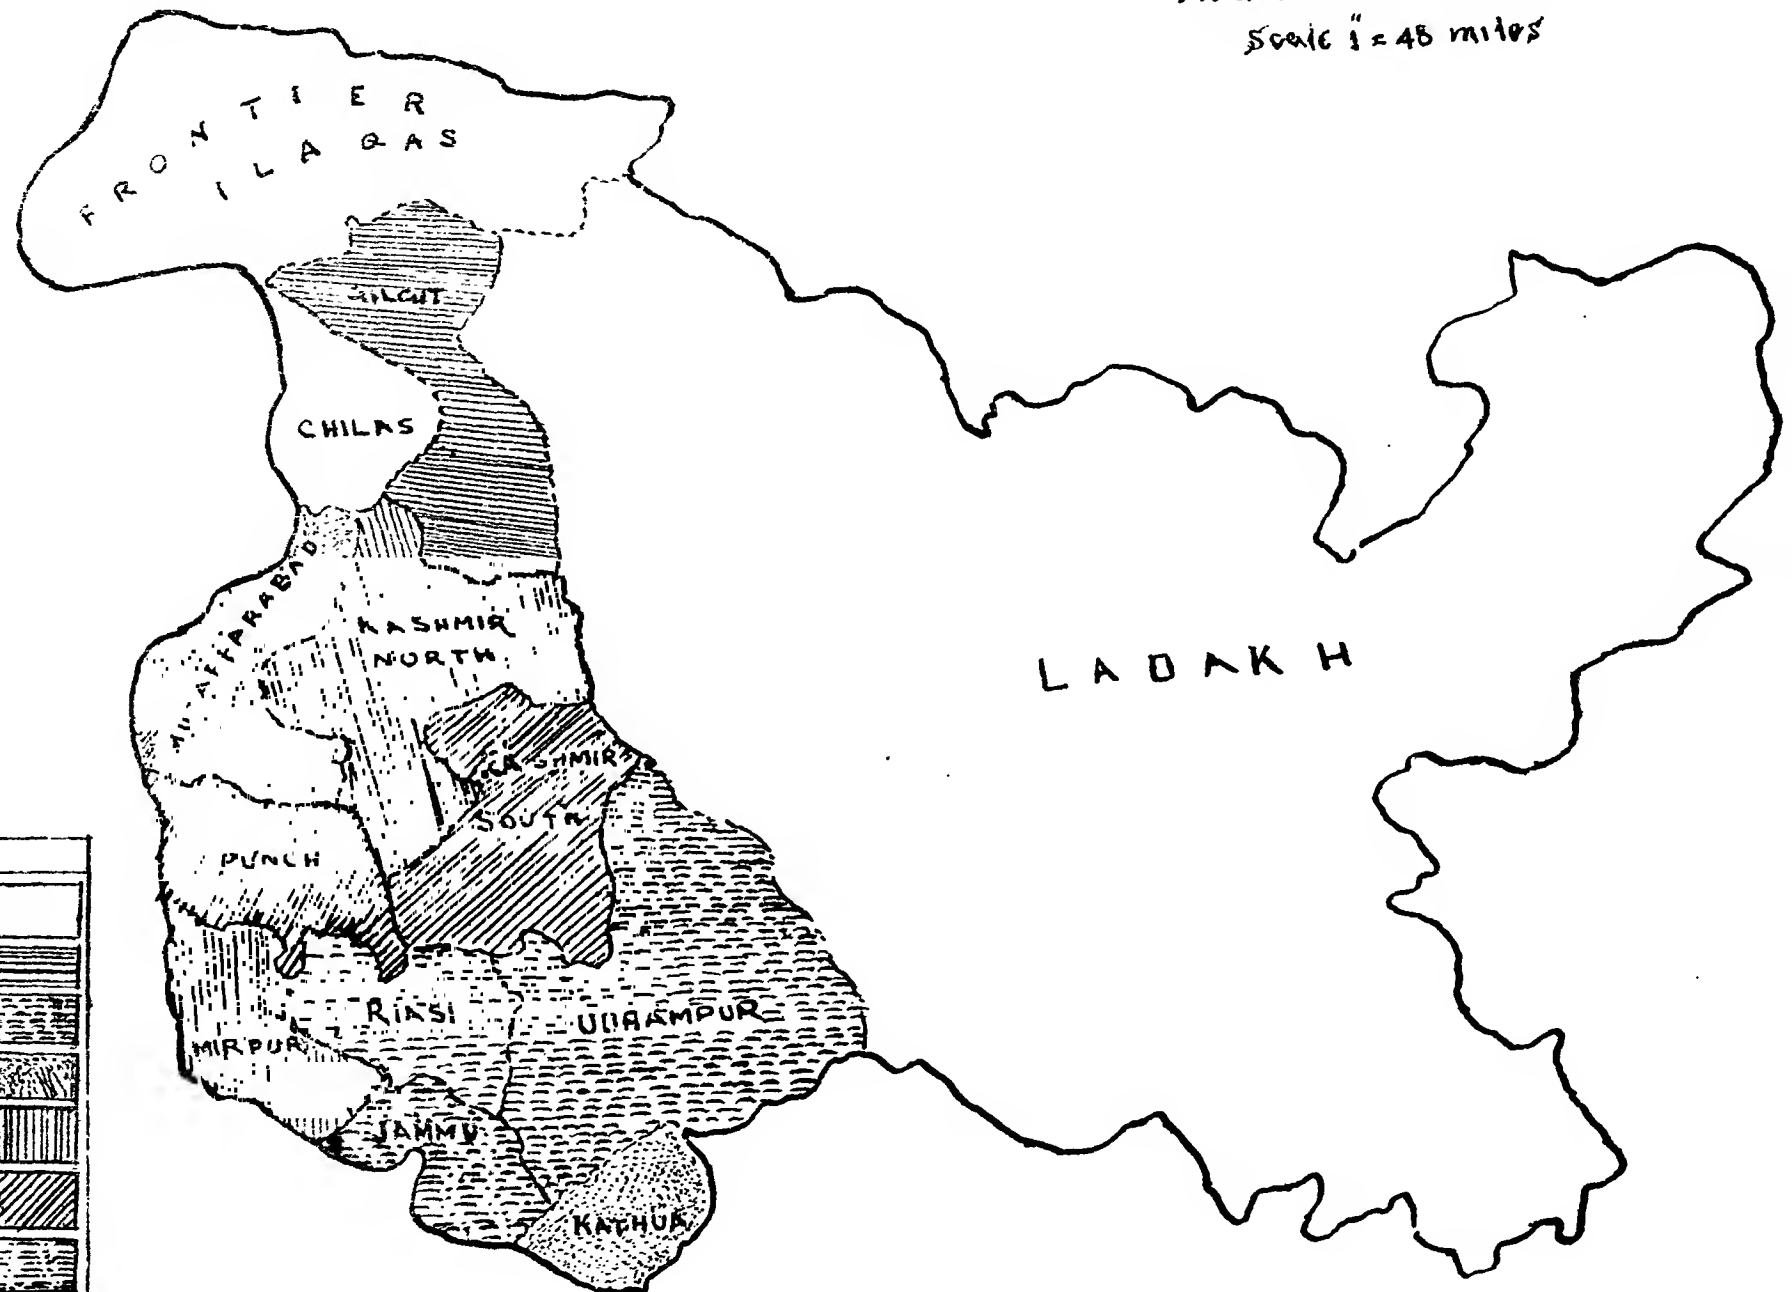 Scale 1" = 48 miles
FRONTIER
ILAQAS
GILGIT
CHILAS
MUZAFFARABAD
KASHMIR
NORTH
LADAKH
KASHMIR
SOUTH
PUNCH
RIASI
UDHAMPUR
MIRPUR
JAMMU
KATHUA